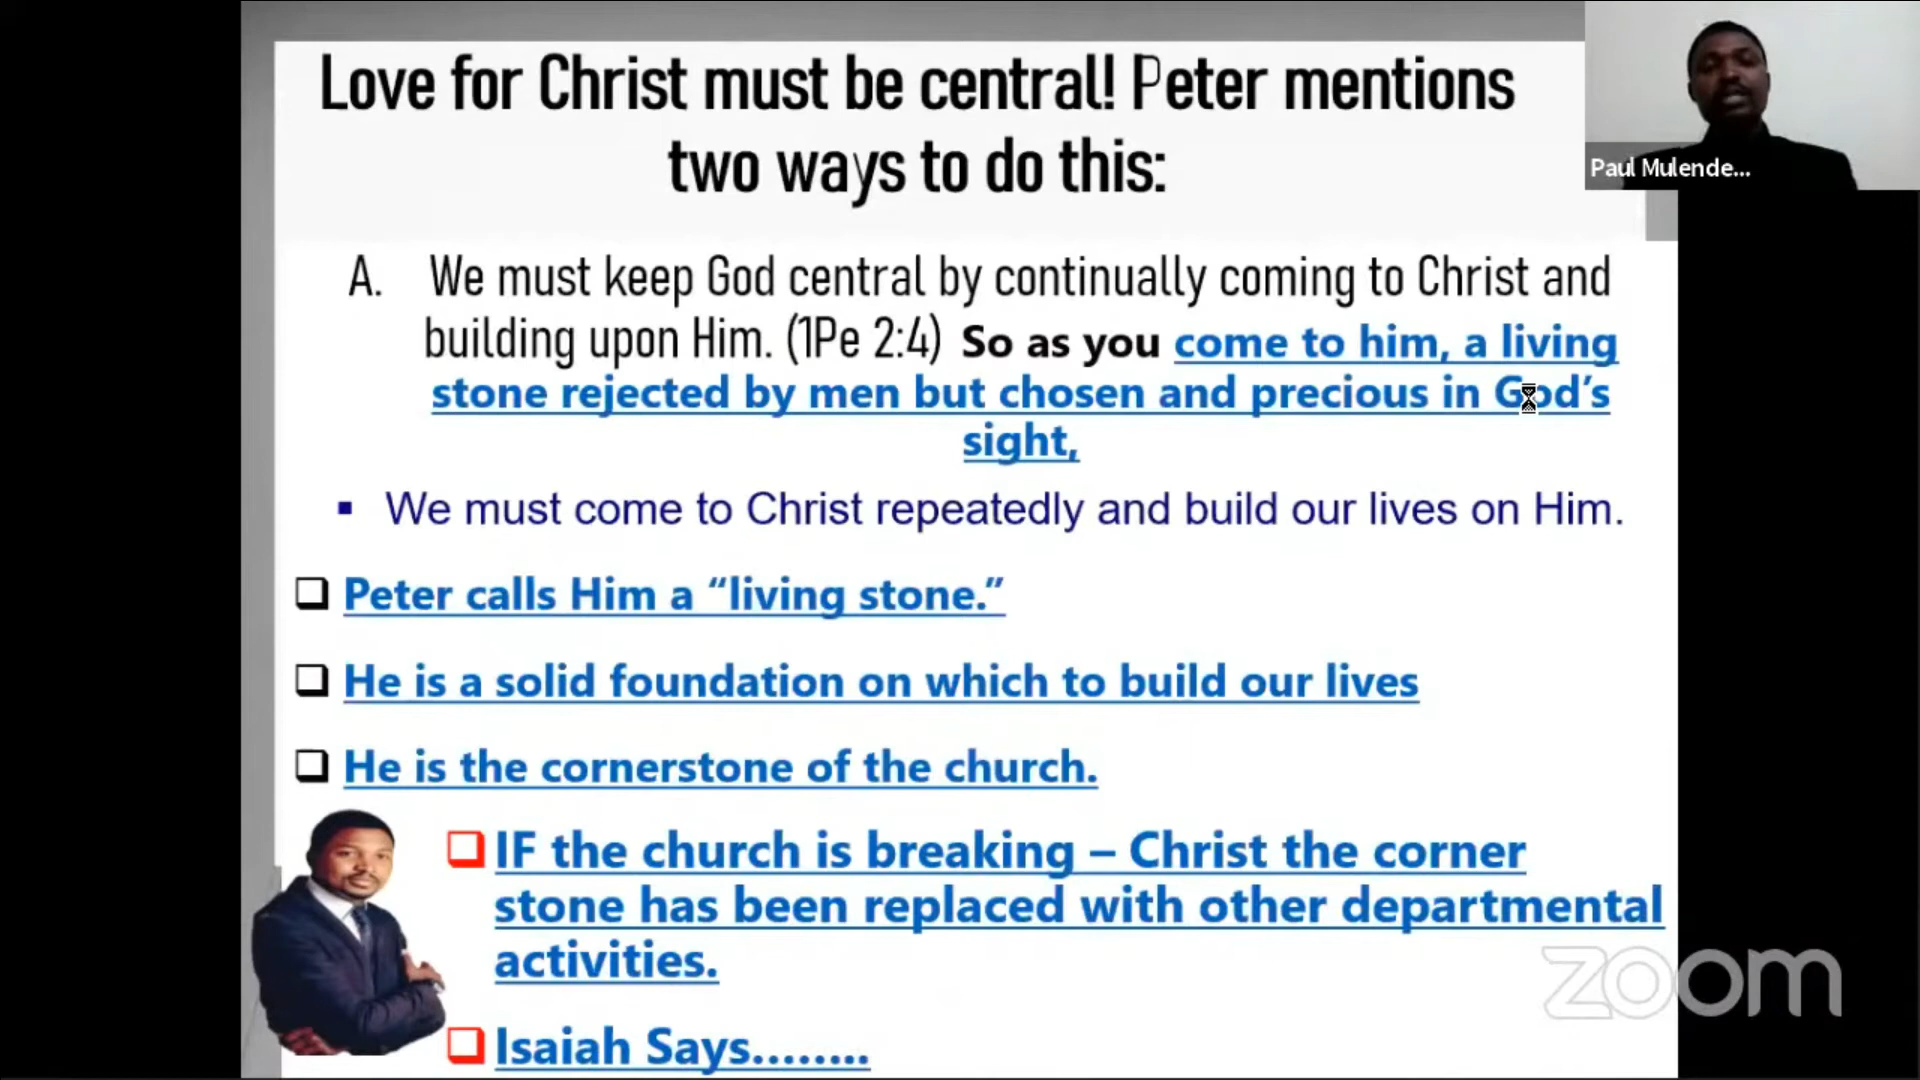 Love for Christ must be central! Peter mentions
two ways to do this:
Paul Mulende...
A. We must keep God central by continually coming to Christ and
building upon Him. (1Pe 2:4) So as you come to him, a living
stone rejected by men but chosen and precious in God’s
sight,
▪ We must come to Christ repeatedly and build our lives on Him.
❑ Peter calls Him a “living stone.”
❑ He is a solid foundation on which to build our lives
❑ He is the cornerstone of the church.
❑ IF the church is breaking – Christ the corner
stone has been replaced with other departmental
activities.
❑ Isaiah Says........
zoom